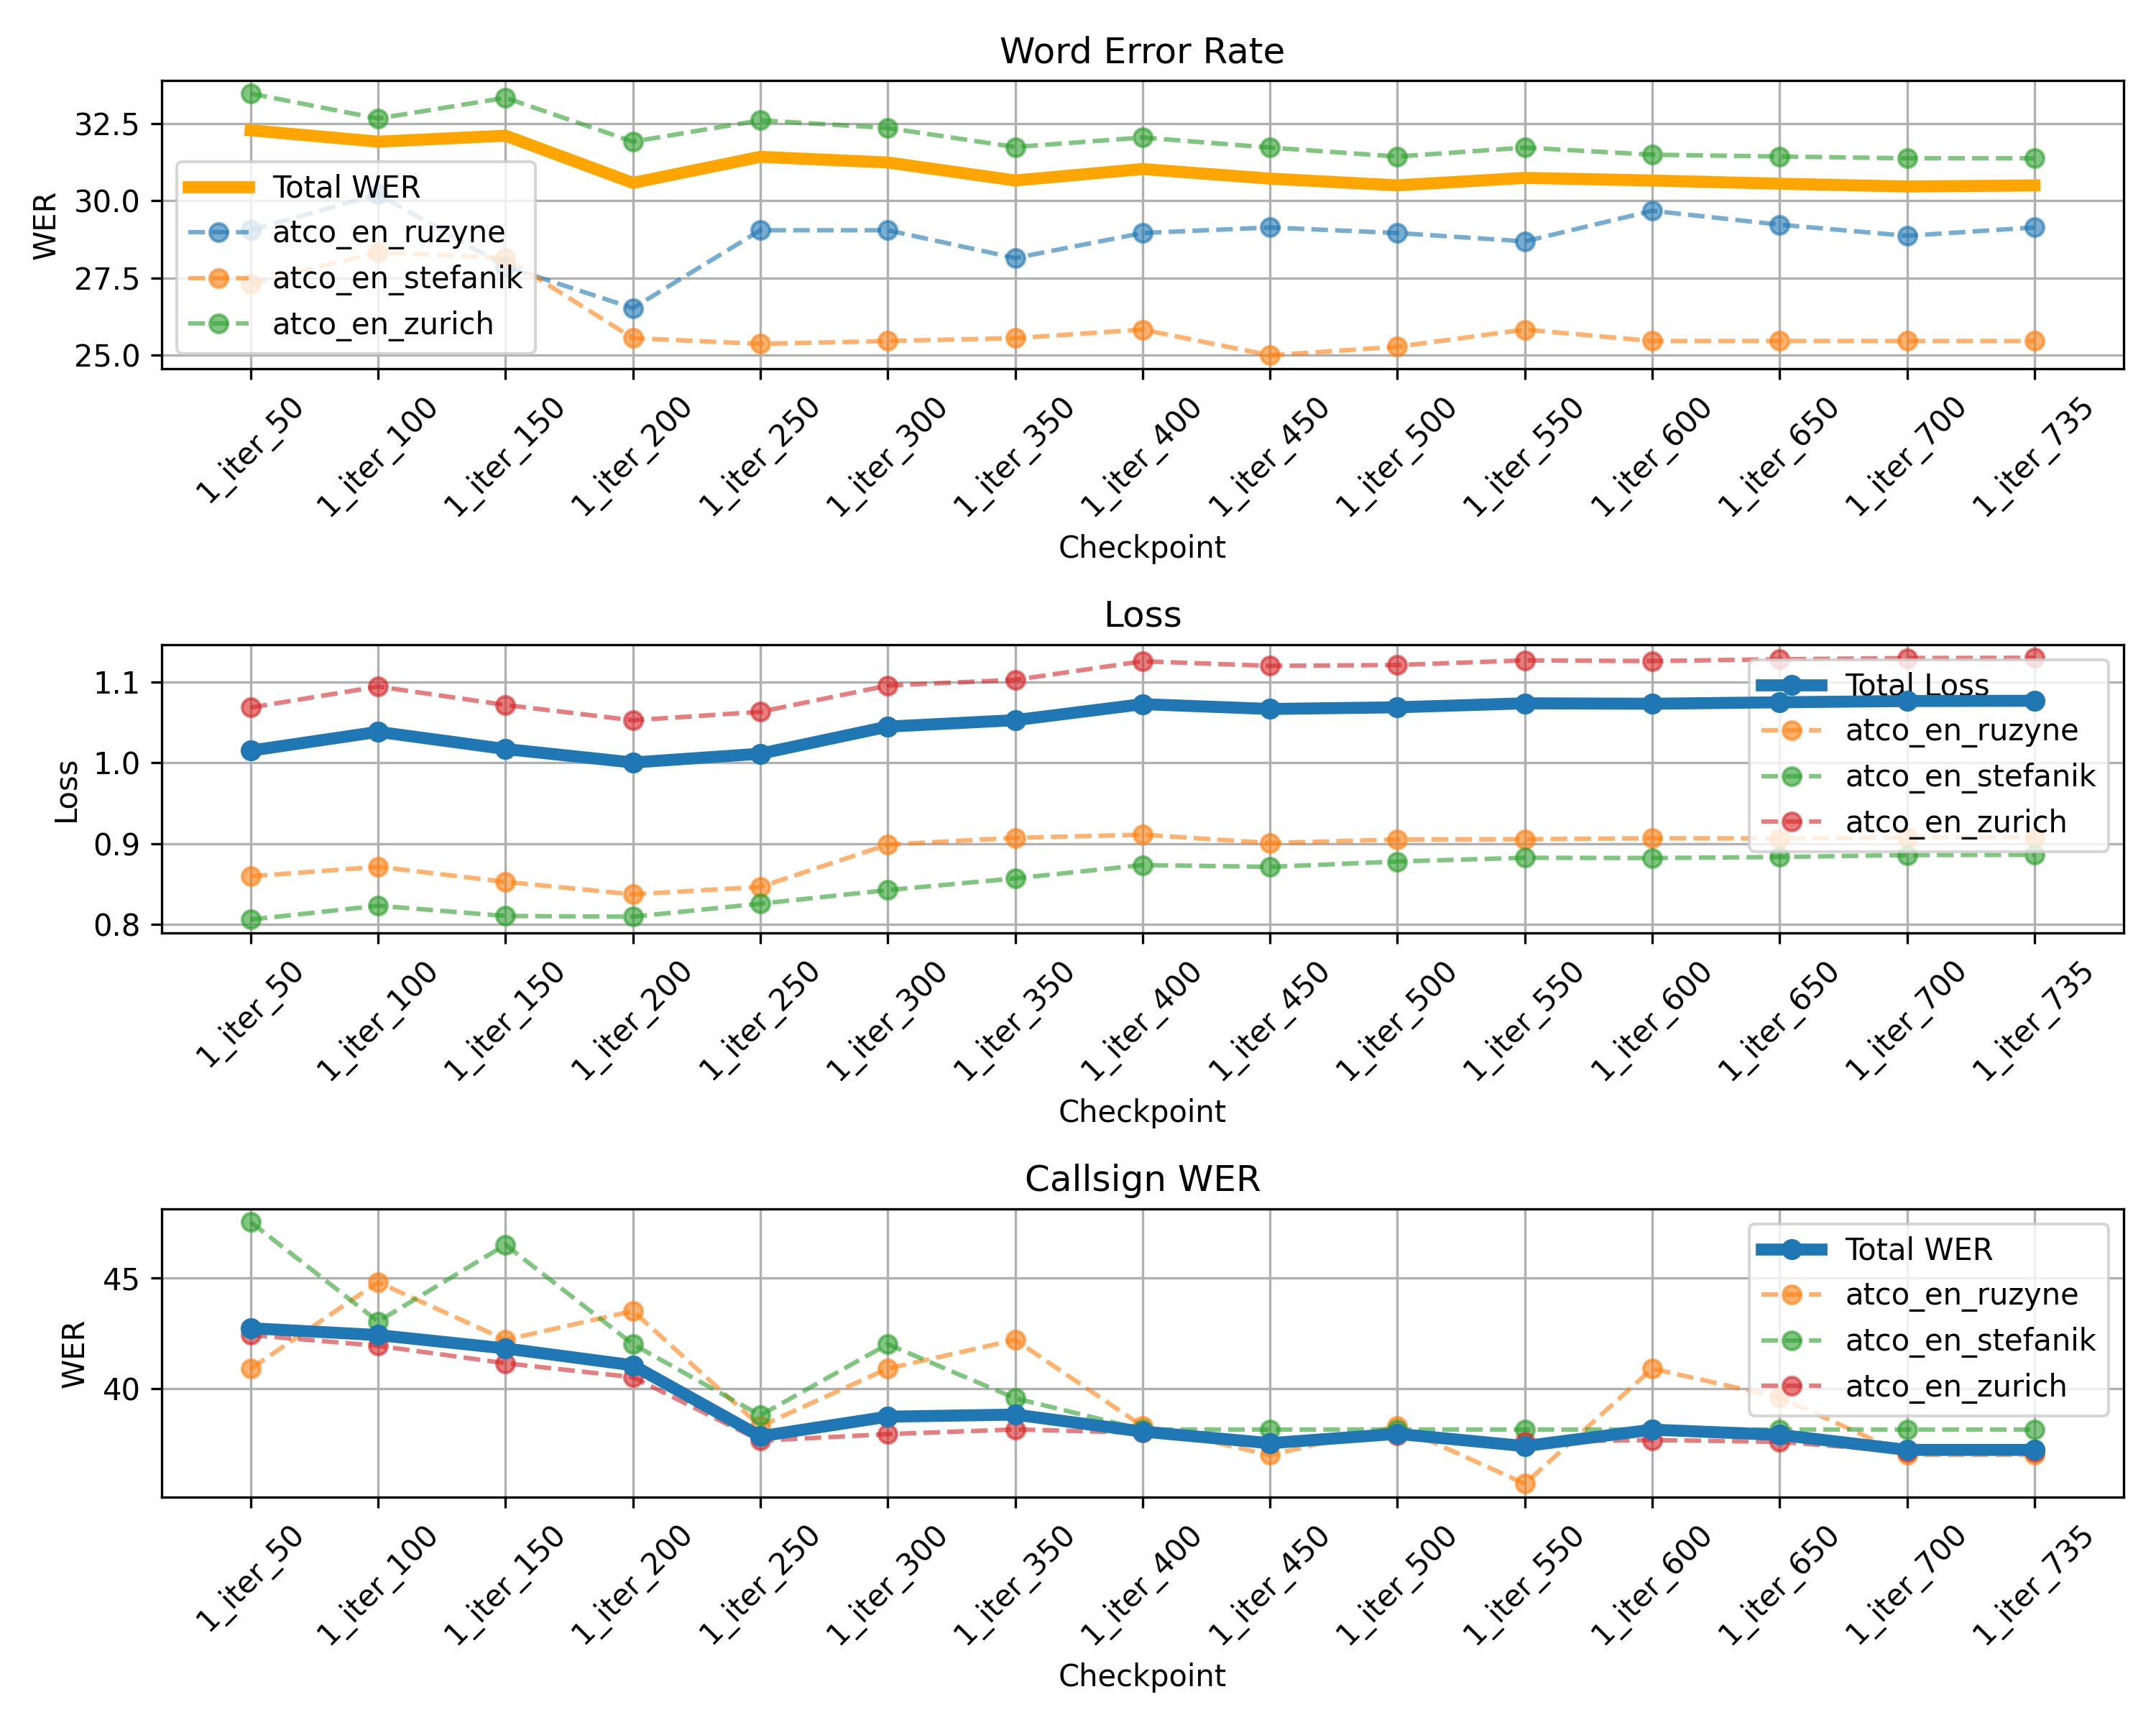 Word Error Rate
WER
32.5
30.0
27.5
25.0
Total WER
atco_en_ruzyne
atco_en_stefanik
atco_en_zurich
1_iter_50
1_iter_100
1_iter_150
1_iter_200
1_iter_250
1_iter_300
1_iter_350
1_iter_400
1_iter_450
1_iter_500
1_iter_550
1_iter_600
1_iter_650
1_iter_700
1_iter_735
Checkpoint
Loss
Loss
1.1
1.0
0.9
0.8
Total Loss
atco_en_ruzyne
atco_en_stefanik
atco_en_zurich
1_iter_50
1_iter_100
1_iter_150
1_iter_200
1_iter_250
1_iter_300
1_iter_350
1_iter_400
1_iter_450
1_iter_500
1_iter_550
1_iter_600
1_iter_650
1_iter_700
1_iter_735
Checkpoint
Callsign WER
WER
45
40
Total WER
atco_en_ruzyne
atco_en_stefanik
atco_en_zurich
1_iter_50
1_iter_100
1_iter_150
1_iter_200
1_iter_250
1_iter_300
1_iter_350
1_iter_400
1_iter_450
1_iter_500
1_iter_550
1_iter_600
1_iter_650
1_iter_700
1_iter_735
Checkpoint